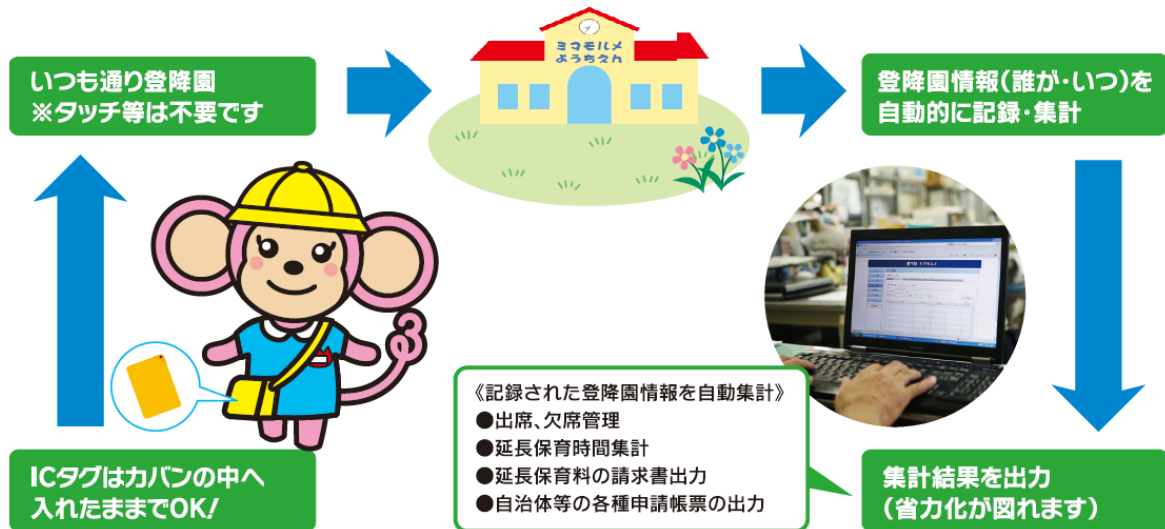 ミマモルメ
ようちえん
いつも通り登降園
※タッチ等は不要です
登降園情報(誰が・いつ)を
自動的に記録・集計
《記録された登降園情報を自動集計》
●出席、欠席管理
●延長保育時間集計
●延長保育料の請求書出力
●自治体等の各種申請帳票の出力
ICタグはカバンの中へ
入れたままでOK!
集計結果を出力
(省力化が図れます)